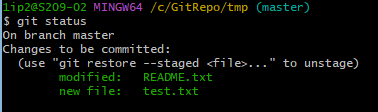 1ip2@S2O9-02 MINGW64 /c/GitRepo/tmp (master)
$ git status
On branch master
Changes to be committed:
  (use "git restore --staged <file>..." to unstage)
        modified:   README.txt
        new file:   test.txt